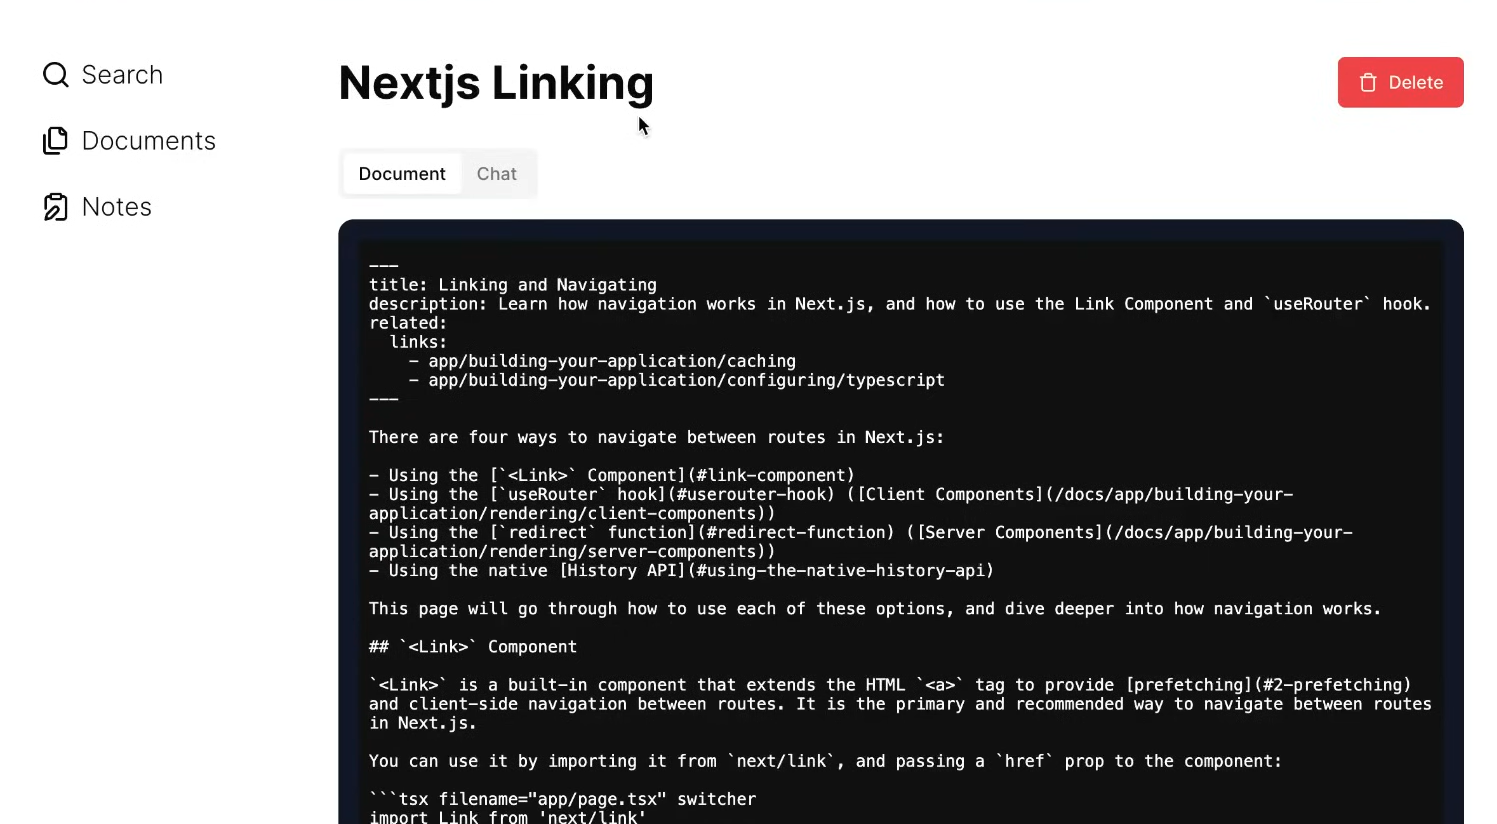 Search
Documents
Notes
Nextjs Linking
Delete
Document
Chat
---
title: Linking and Navigating
description: Learn how navigation works in Next.js, and how to use the Link Component and `useRouter` hook.
related:
  links:
    - app/building-your-application/caching
    - app/building-your-application/configuring/typescript
---
There are four ways to navigate between routes in Next.js:
- Using the [`<Link>` Component](#link-component)
- Using the [`useRouter` hook](#userouter-hook) ([Client Components](/docs/app/building-your-
application/rendering/client-components))
- Using the [`redirect` function](#redirect-function) ([Server Components](/docs/app/building-your-
application/rendering/server-components))
- Using the native [History API](#using-the-native-history-api)
This page will go through how to use each of these options, and dive deeper into how navigation works.
## `<Link>` Component
`<Link>` is a built-in component that extends the HTML `<a>` tag to provide [prefetching](#2-prefetching)
and client-side navigation between routes. It is the primary and recommended way to navigate between routes
in Next.js.
You can use it by importing it from `next/link`, and passing a `href` prop to the component:
```tsx filename="app/page.tsx" switcher
import Link from 'next/link'